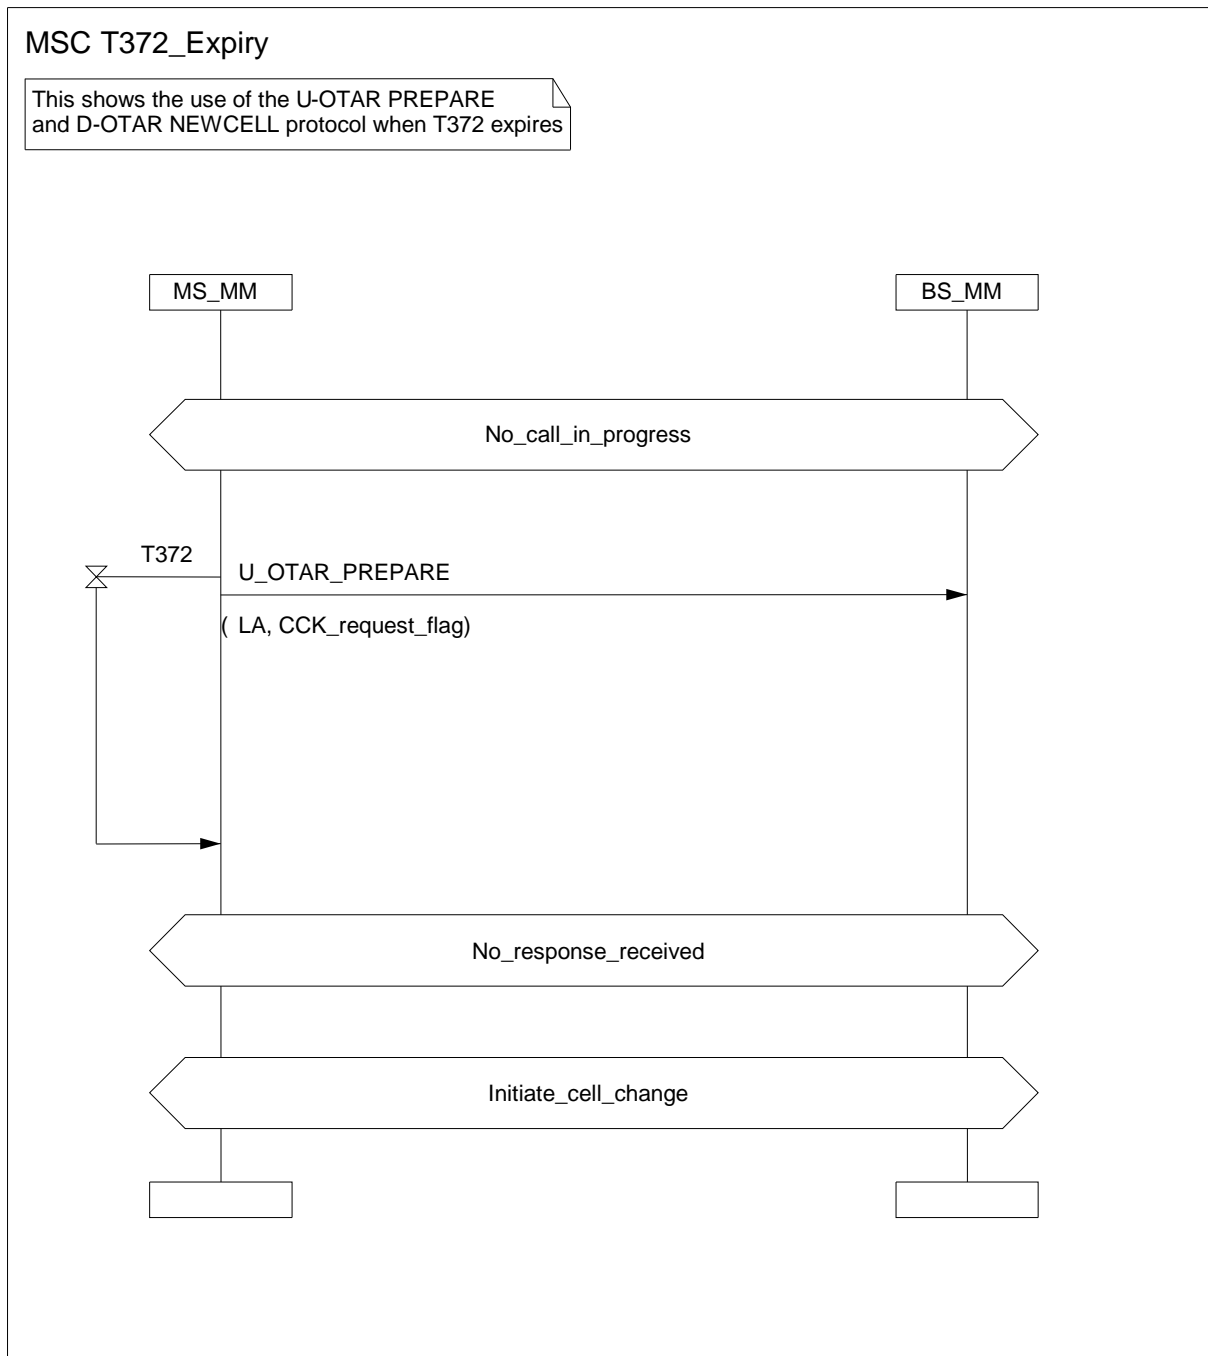 MSC T372_Expiry
This shows the use of the U-OTAR PREPARE
and D-OTAR NEWCELL protocol when T372 expires
MS_MM
BS_MM
No_call_in_progress
T372
U_OTAR_PREPARE
( LA, CCK_request_flag)
No_response_received
Initiate_cell_change